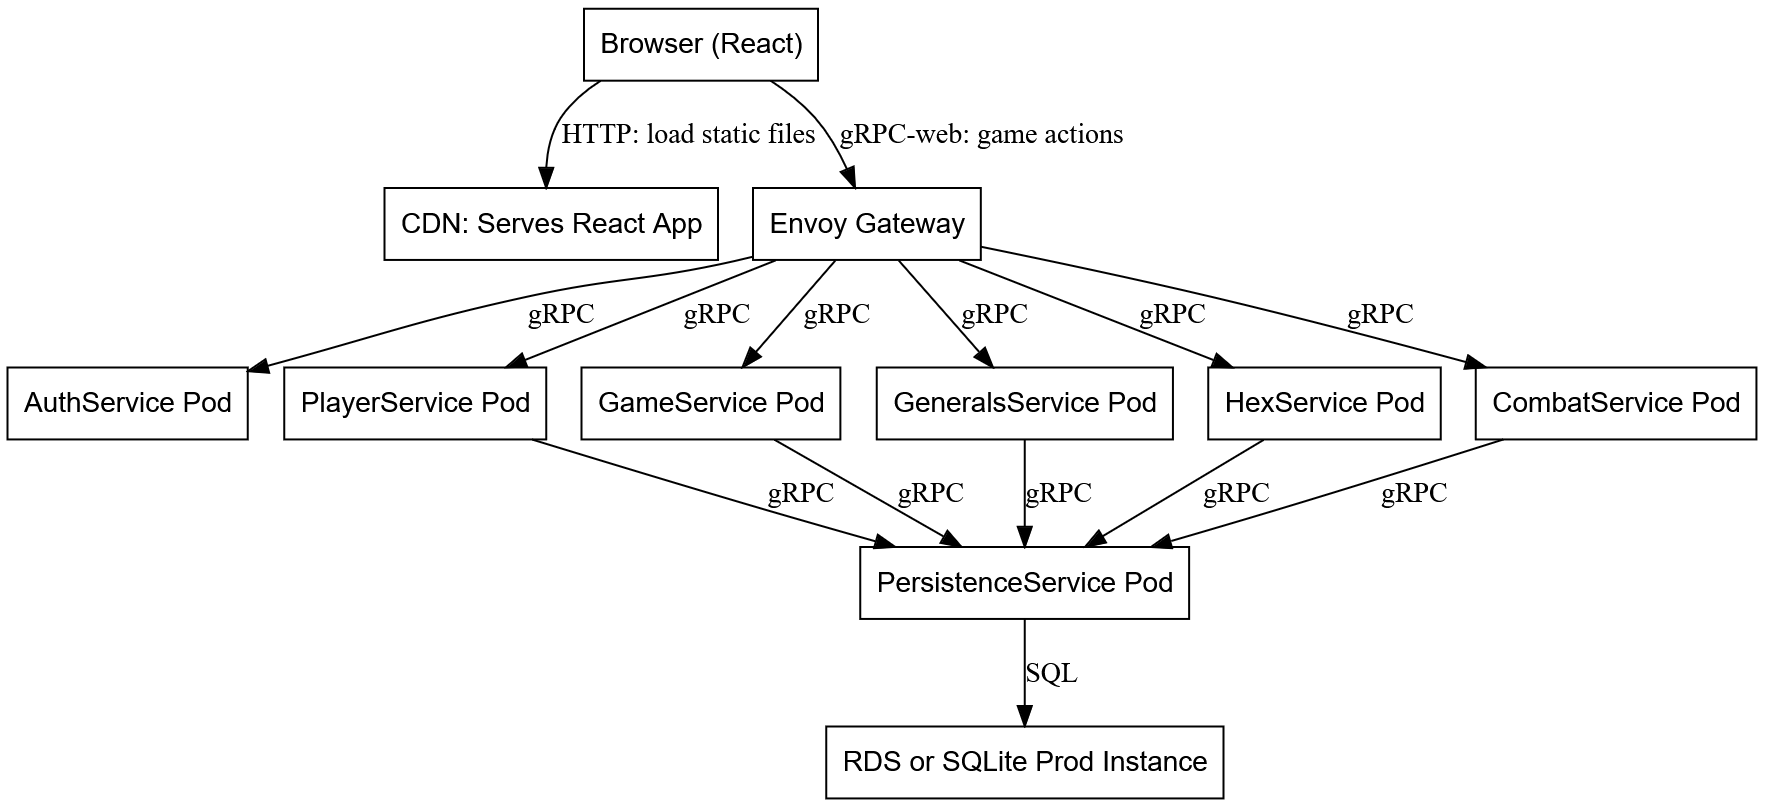 Browser (React)
HTTP: load static files
gRPC-web: game actions
CDN: Serves React App
Envoy Gateway
gRPC
gRPC
gRPC
gRPC
gRPC
gRPC
AuthService Pod
PlayerService Pod
GameService Pod
GeneralsService Pod
HexService Pod
CombatService Pod
gRPC
gRPC
gRPC
gRPC
gRPC
PersistenceService Pod
SQL
RDS or SQLite Prod Instance